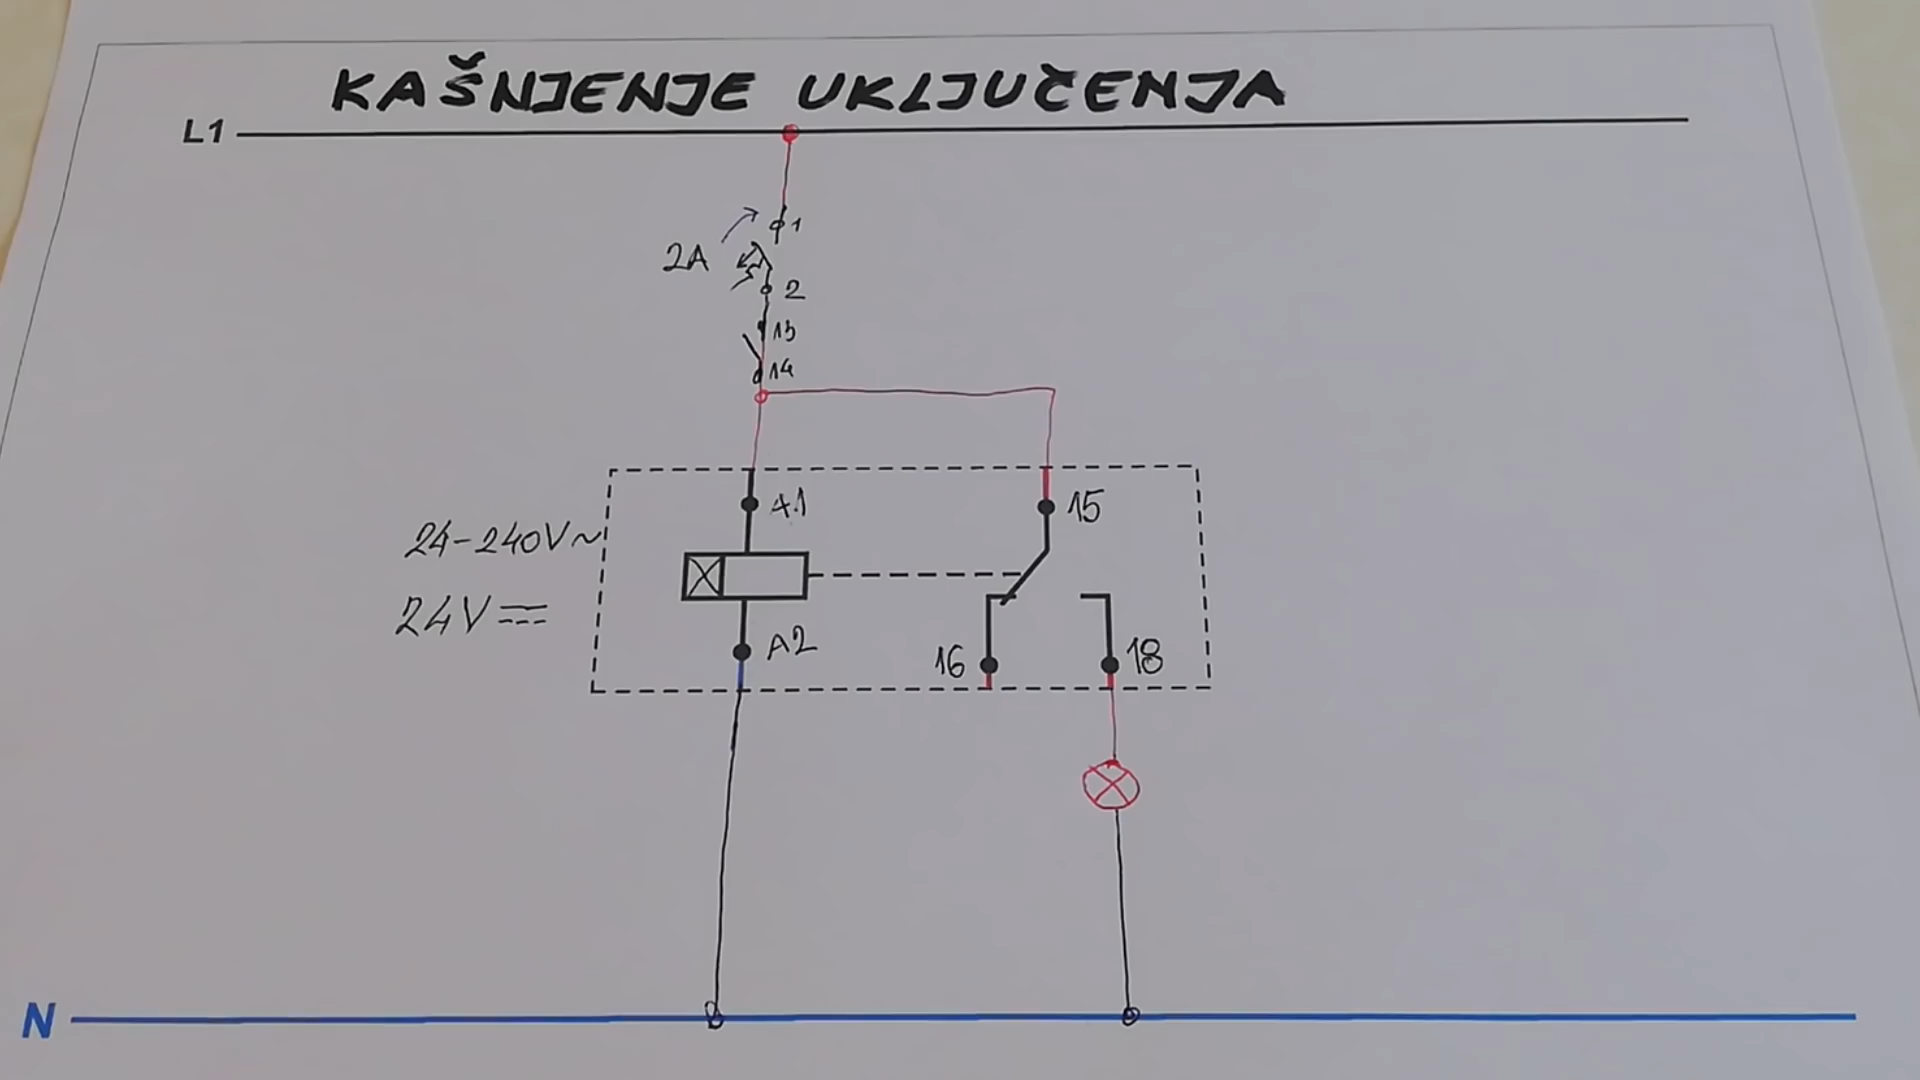 KAŠNJENJE UKLJUČENJA
L1
1
2A
2
13
14
A1
15
24-240V~
24V⎓
A2
16
18
N